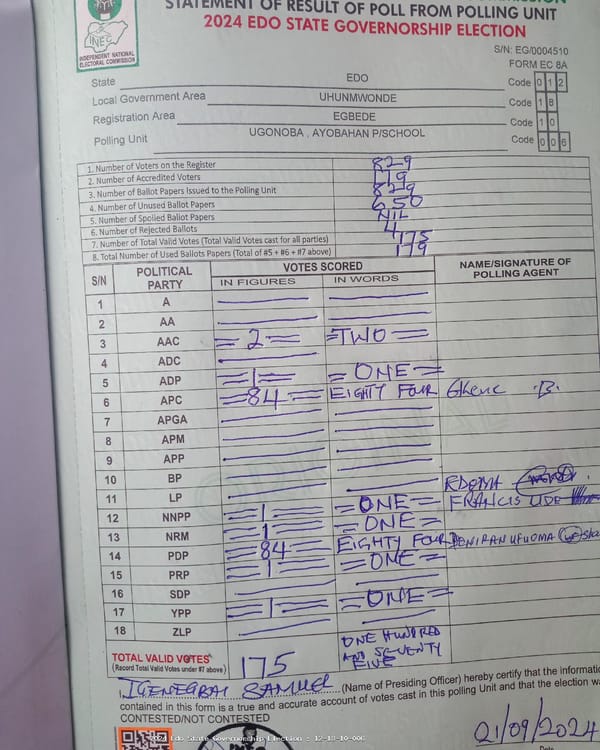 STATEMENT OF RESULT OF POLL FROM POLLING UNIT
2024 EDO STATE GOVERNORSHIP ELECTION
INEC
INDEPENDENT NATIONAL ELECTORAL COMMISSION
S/N: EG/0004510
FORM EC 8A
State EDO Code 0 1 2
Local Government Area UHUNMWONDE Code 1 8
Registration Area EGBEDE Code 1 0
Polling Unit UGONOBA , AYOBAHAN P/SCHOOL Code 0 0 6
1. Number of Voters on the Register 829
2. Number of Accredited Voters 179
3. Number of Ballot Papers Issued to the Polling Unit 829
4. Number of Unused Ballot Papers 650
5. Number of Spoiled Ballot Papers NIL
6. Number of Rejected Ballots 4
7. Number of Total Valid Votes (Total Valid Votes cast for all parties) 175
8. Total Number of Used Ballots Papers (Total of #5 + #6 + #7 above) 179
S/N POLITICAL PARTY VOTES SCORED NAME/SIGNATURE OF POLLING AGENT
IN FIGURES IN WORDS
1 A
2 AA
3 AAC 2 TWO
4 ADC
5 ADP 1 ONE
6 APC 84 EIGHTY FOUR
7 APGA
8 APM
9 APP
10 BP
11 LP FRANCIS UDE
12 NNPP 1 ONE
13 NRM 1 ONE
14 PDP 84 EIGHTY FOUR
15 PRP 1 ONE
16 SDP
17 YPP 1 ONE
18 ZLP
TOTAL VALID VOTES 175 ONE HUNDRED AND SEVENTY FIVE
(Record Total Valid Votes under #7 above)
SAMUEL (Name of Presiding Officer) hereby certify that the informatio
contained in this form is a true and accurate account of votes cast in this polling Unit and that the election wa
CONTESTED/NOT CONTESTED
21/09/2024
Date
2024 Edo State Governorship Election : 12-18-10-006